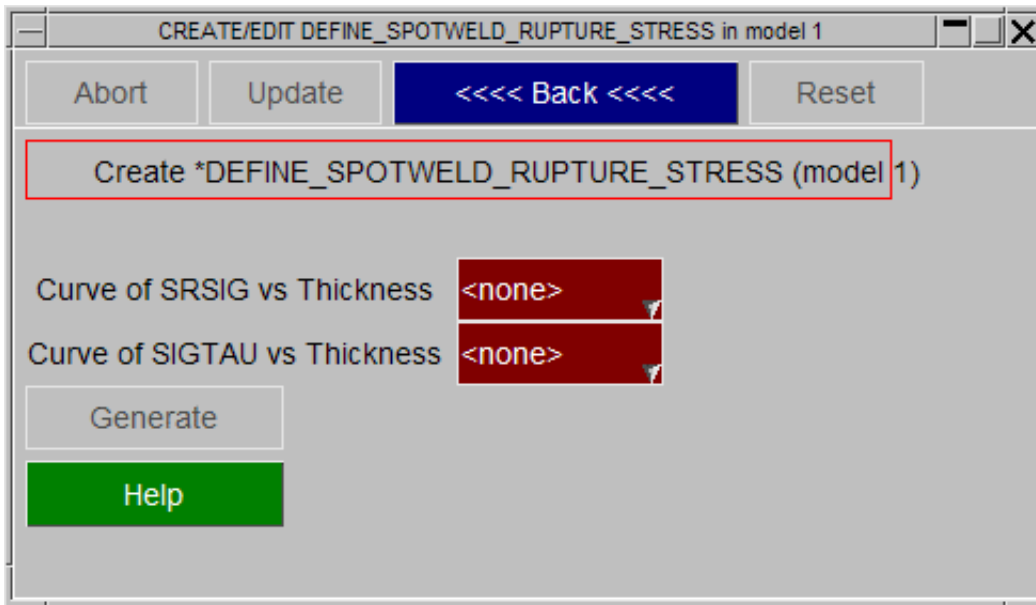 CREATE/EDIT DEFINE_SPOTWELD_RUPTURE_STRESS in model 1
Abort Update <<<< Back <<<< Reset
Create *DEFINE_SPOTWELD_RUPTURE_STRESS (model 1)
Curve of SRSIG vs Thickness <none>
Curve of SIGTAU vs Thickness <none>
Generate
Help